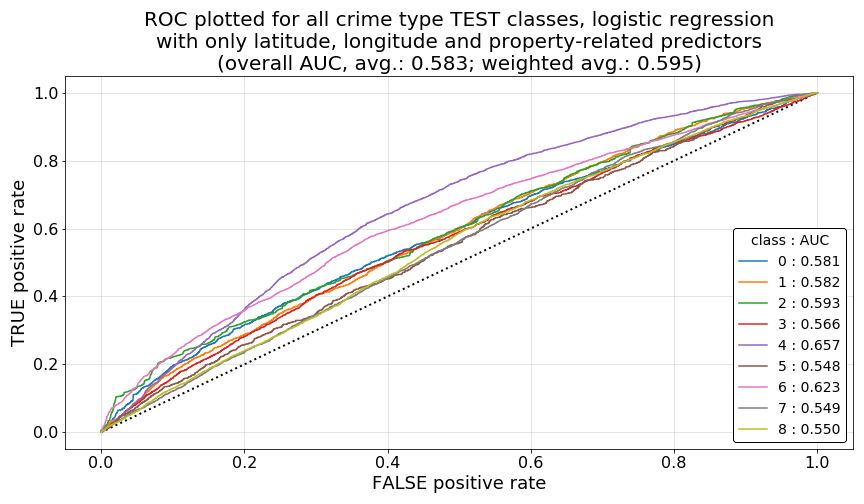 ROC plotted for all crime type TEST classes, logistic regression
with only latitude, longitude and property-related predictors
(overall AUC, avg.: 0.583; weighted avg.: 0.595)
1.0
0.8
0.6
0.4
0.2
0.0
TRUE positive rate
class : AUC
0 : 0.581
1 : 0.582
2 : 0.593
3 : 0.566
4 : 0.657
5 : 0.548
6 : 0.623
7 : 0.549
8 : 0.550
0.0 0.2 0.4 0.6 0.8 1.0
FALSE positive rate